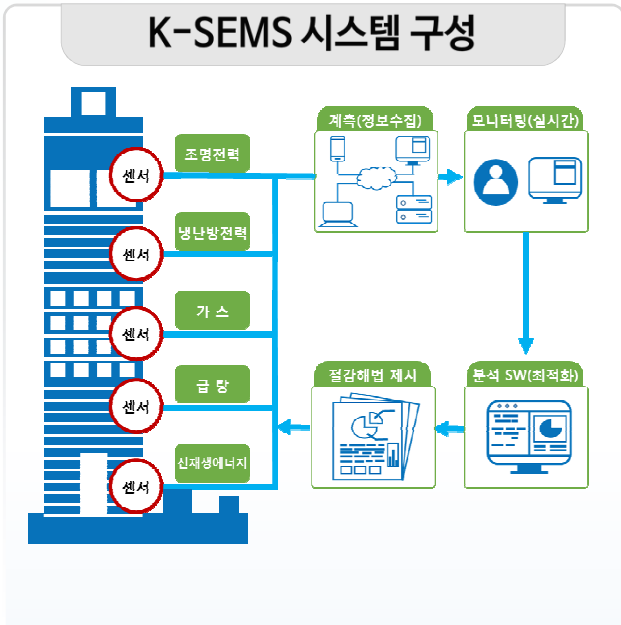 K-SEMS 시스템 구성
계측(정보수집)
모니터링(실시간)
조명전력
센서
냉난방전력
센서
가 스
센서
절감해법 제시
분석 SW(최적화)
급 탕
센서
신재생에너지
센서